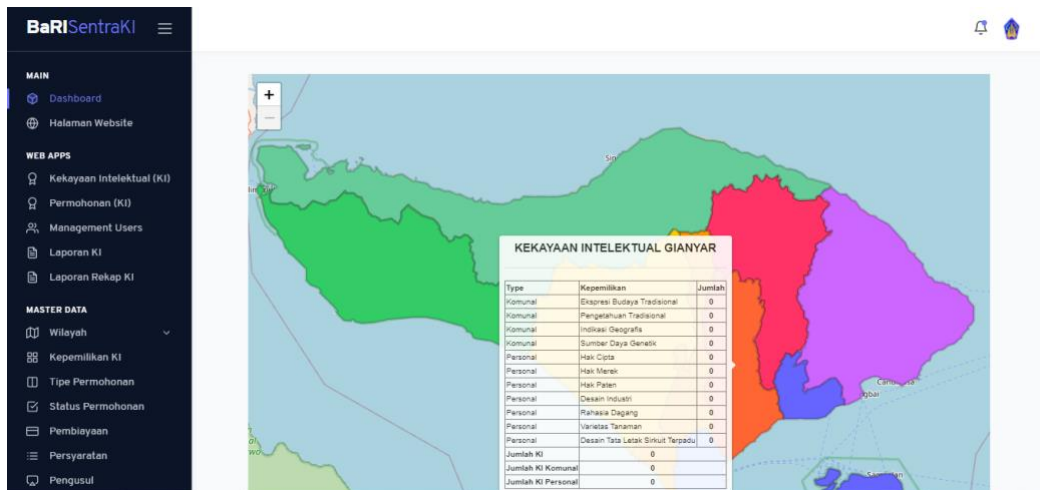 BaRISentraKI
MAIN
Dashboard
Halaman Website
WEB APPS
Kekayaan Intelektual (KI)
Permohonan (KI)
Management Users
Laporan KI
Laporan Rekap KI
MASTER DATA
Wilayah
Kepemilikan KI
Tipe Permohonan
Status Permohonan
Pembiayaan
Persyaratan
Pengusul
+
−
KEKAYAAN INTELEKTUAL GIANYAR
Type Kepemilikan Jumlah
Komunal Ekspresi Budaya Tradisional 0
Komunal Pengetahuan Tradisional 0
Komunal Indikasi Geografis 0
Komunal Sumber Daya Genetik 0
Personal Hak Cipta 0
Personal Hak Merek 0
Personal Hak Paten 0
Personal Desain Industri 0
Personal Rahasia Dagang 0
Personal Varietas Tanaman 0
Personal Desain Tata Letak Sirkuit Terpadu 0
Jumlah KI 0
Jumlah KI Komunal 0
Jumlah KI Personal 0